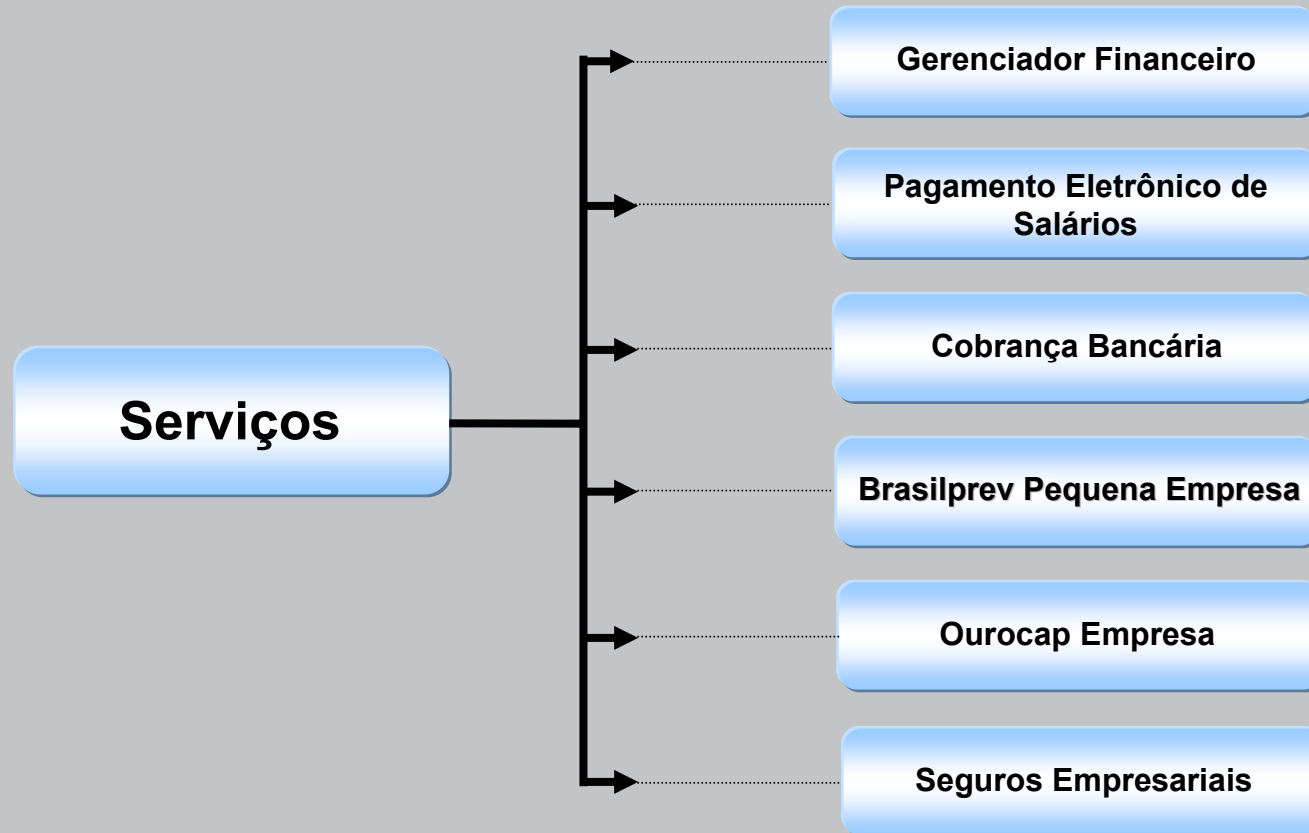 Serviços
Gerenciador Financeiro
Pagamento Eletrônico de
Salários
Cobrança Bancária
Brasilprev Pequena Empresa
Ourocap Empresa
Seguros Empresariais